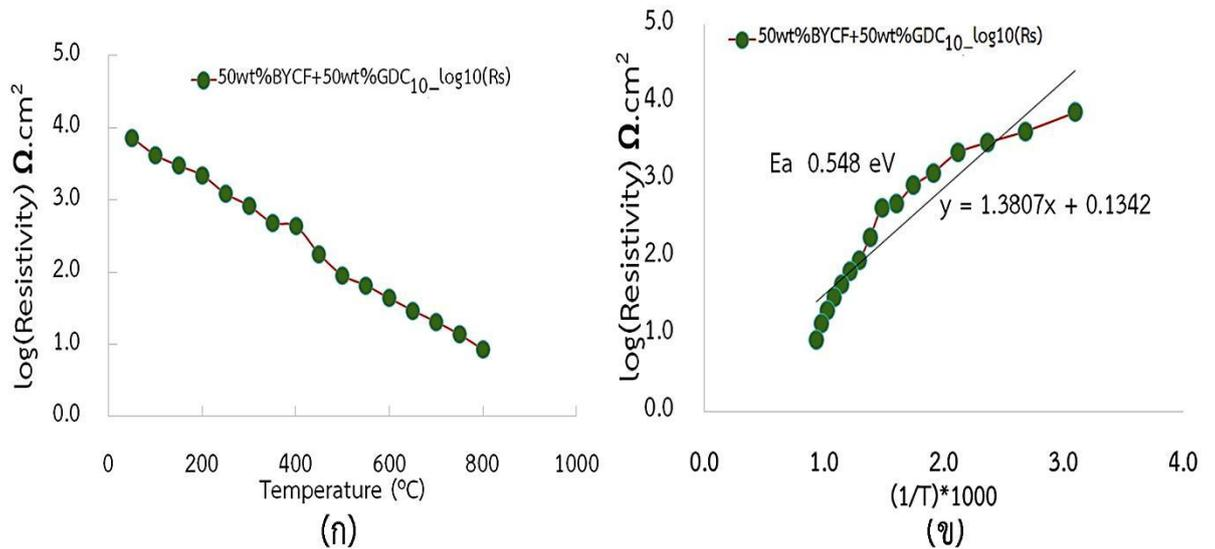 5.0
4.0
3.0
2.0
1.0
0.0
log(Resistivity) Ω.cm²
50wt%BYCF+50wt%GDC₁₀_log10(Rs)
0 200 400 600 800 1000
Temperature (⁰C)
(ก)
5.0
4.0
3.0
2.0
1.0
0.0
log(Resistivity) Ω.cm²
50wt%BYCF+50wt%GDC₁₀_log10(Rs)
Ea 0.548 eV
y = 1.3807x + 0.1342
0.0 1.0 2.0 3.0 4.0
(1/T)*1000
(ข)